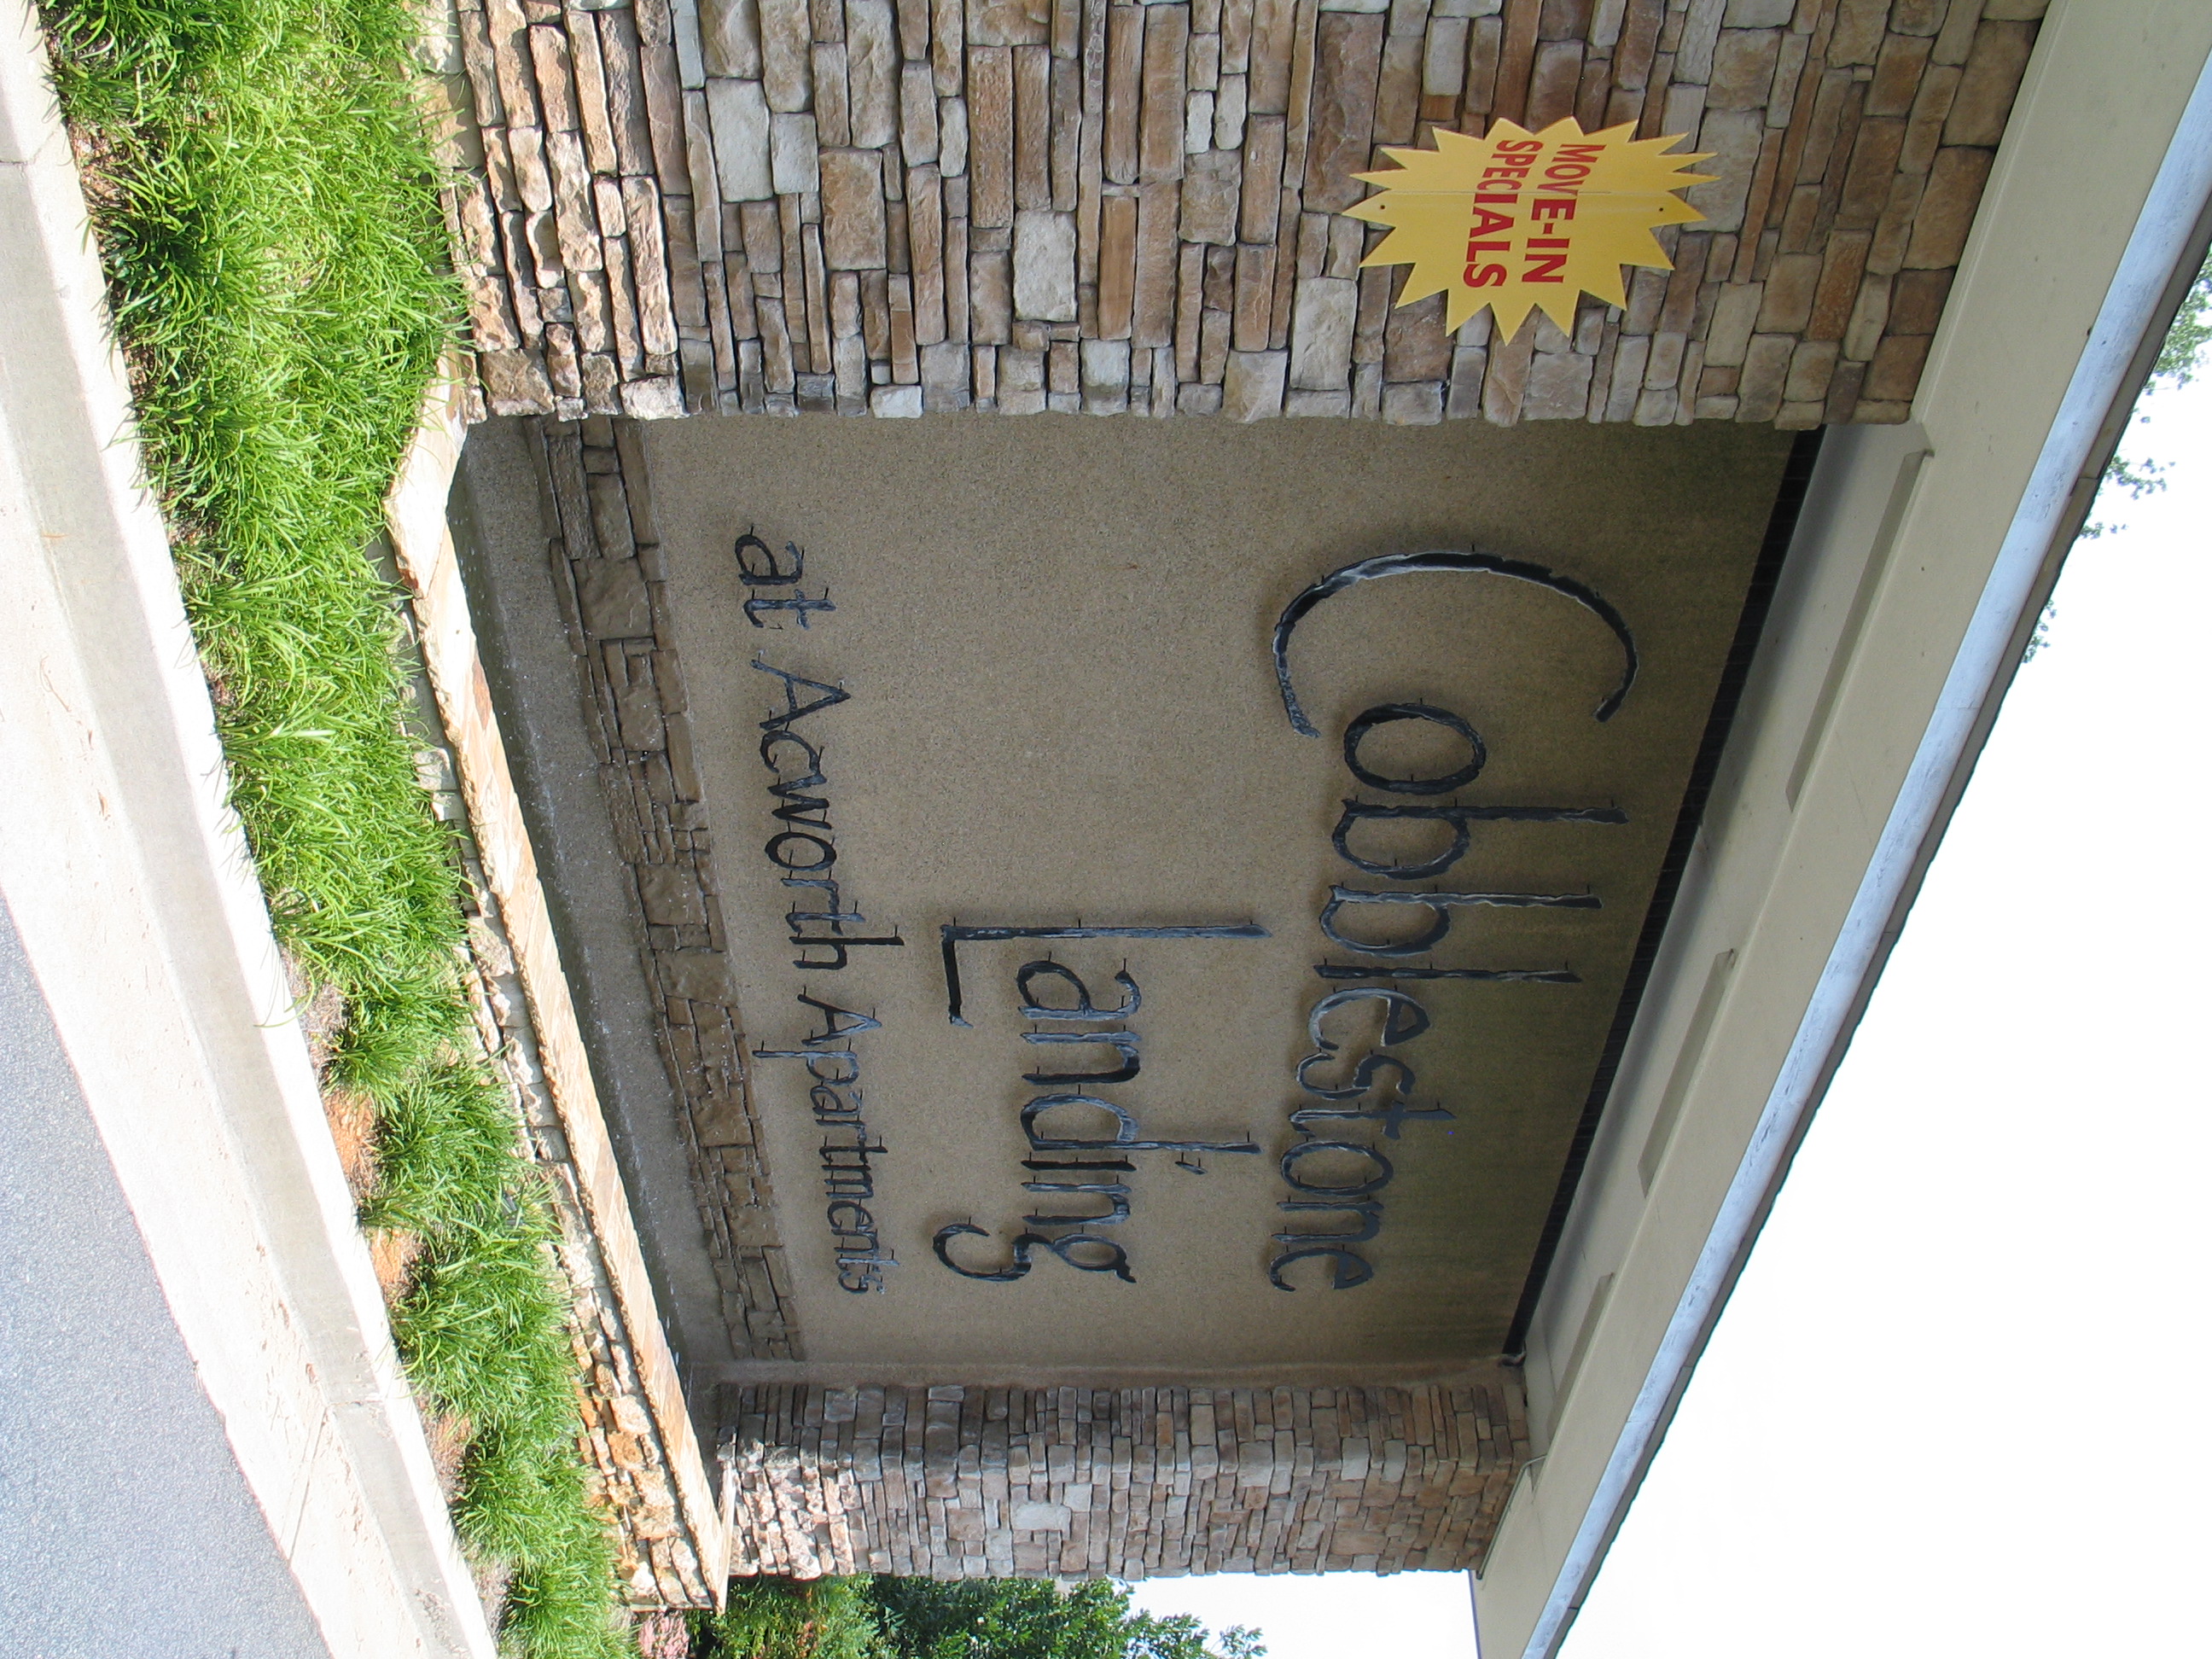 MOVE-IN
SPECIALS
Cobblestone
Landing
at Acworth Apartments